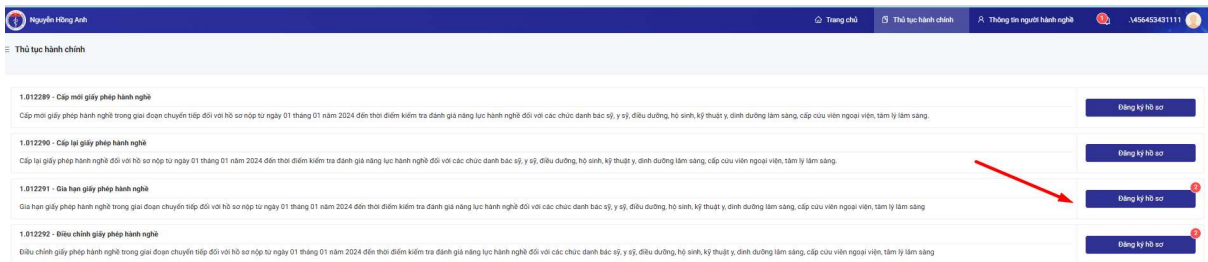 Nguyễn Hồng Anh
Trang chủ
Thủ tục hành chính
Thông tin người hành nghề
1
.\456453431111
Thủ tục hành chính
1.012289 - Cấp mới giấy phép hành nghề
Cấp mới giấy phép hành nghề trong giai đoạn chuyển tiếp đối với hồ sơ nộp từ ngày 01 tháng 01 năm 2024 đến thời điểm kiểm tra đánh giá năng lực hành nghề đối với các chức danh bác sỹ, y sỹ, điều dưỡng, hộ sinh, kỹ thuật y, dinh dưỡng lâm sàng, cấp cứu viên ngoại viện, tâm lý lâm sàng.
Đăng ký hồ sơ
1.012290 - Cấp lại giấy phép hành nghề
Cấp lại giấy phép hành nghề đối với hồ sơ nộp từ ngày 01 tháng 01 năm 2024 đến thời điểm kiểm tra đánh giá năng lực hành nghề đối với các chức danh bác sỹ, y sỹ, điều dưỡng, hộ sinh, kỹ thuật y, dinh dưỡng lâm sàng, cấp cứu viên ngoại viện, tâm lý lâm sàng.
Đăng ký hồ sơ
1.012291 - Gia hạn giấy phép hành nghề
Gia hạn giấy phép hành nghề trong giai đoạn chuyển tiếp đối với hồ sơ nộp từ ngày 01 tháng 01 năm 2024 đến thời điểm kiểm tra đánh giá năng lực hành nghề đối với các chức danh bác sỹ, y sỹ, điều dưỡng, hộ sinh, kỹ thuật y, dinh dưỡng lâm sàng, cấp cứu viên ngoại viện, tâm lý lâm sàng
2
Đăng ký hồ sơ
1.012292 - Điều chỉnh giấy phép hành nghề
Điều chỉnh giấy phép hành nghề trong giai đoạn chuyển tiếp đối với hồ sơ nộp từ ngày 01 tháng 01 năm 2024 đến thời điểm kiểm tra đánh giá năng lực hành nghề đối với các chức danh bác sỹ, y sỹ, điều dưỡng, hộ sinh, kỹ thuật y, dinh dưỡng lâm sàng, cấp cứu viên ngoại viện, tâm lý lâm sàng
Đăng ký hồ sơ